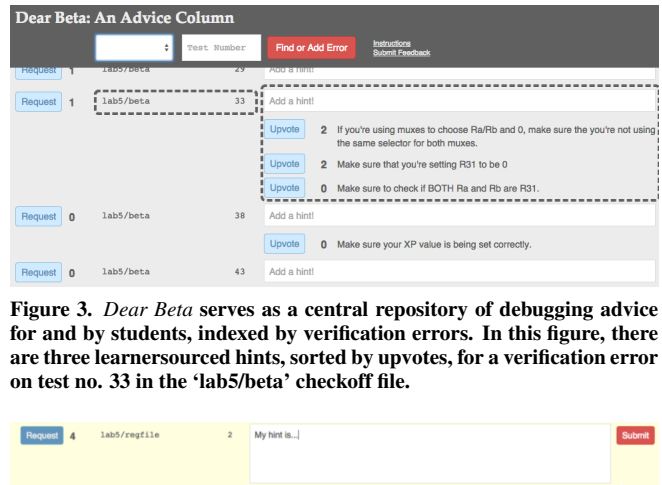 Dear Beta: An Advice Column
Test Number
Find or Add Error
Instructions
Submit Feedback
Request 1 lab5/beta 29 Add a hint!
Request 1 lab5/beta 33 Add a hint!
Upvote 2 If you're using muxes to choose Ra/Rb and 0, make sure the you're not using
the same selector for both muxes.
Upvote 2 Make sure that you're setting R31 to be 0
Upvote 0 Make sure to check if BOTH Ra and Rb are R31.
Request 0 lab5/beta 38 Add a hint!
Upvote 0 Make sure your XP value is being set correctly.
Request 0 lab5/beta 43 Add a hint!
Figure 3. Dear Beta serves as a central repository of debugging advice
for and by students, indexed by verification errors. In this figure, there
are three learnersourced hints, sorted by upvotes, for a verification error
on test no. 33 in the ‘lab5/beta’ checkoff file.
Request 4 lab5/regfile 2 My hint is... Submit